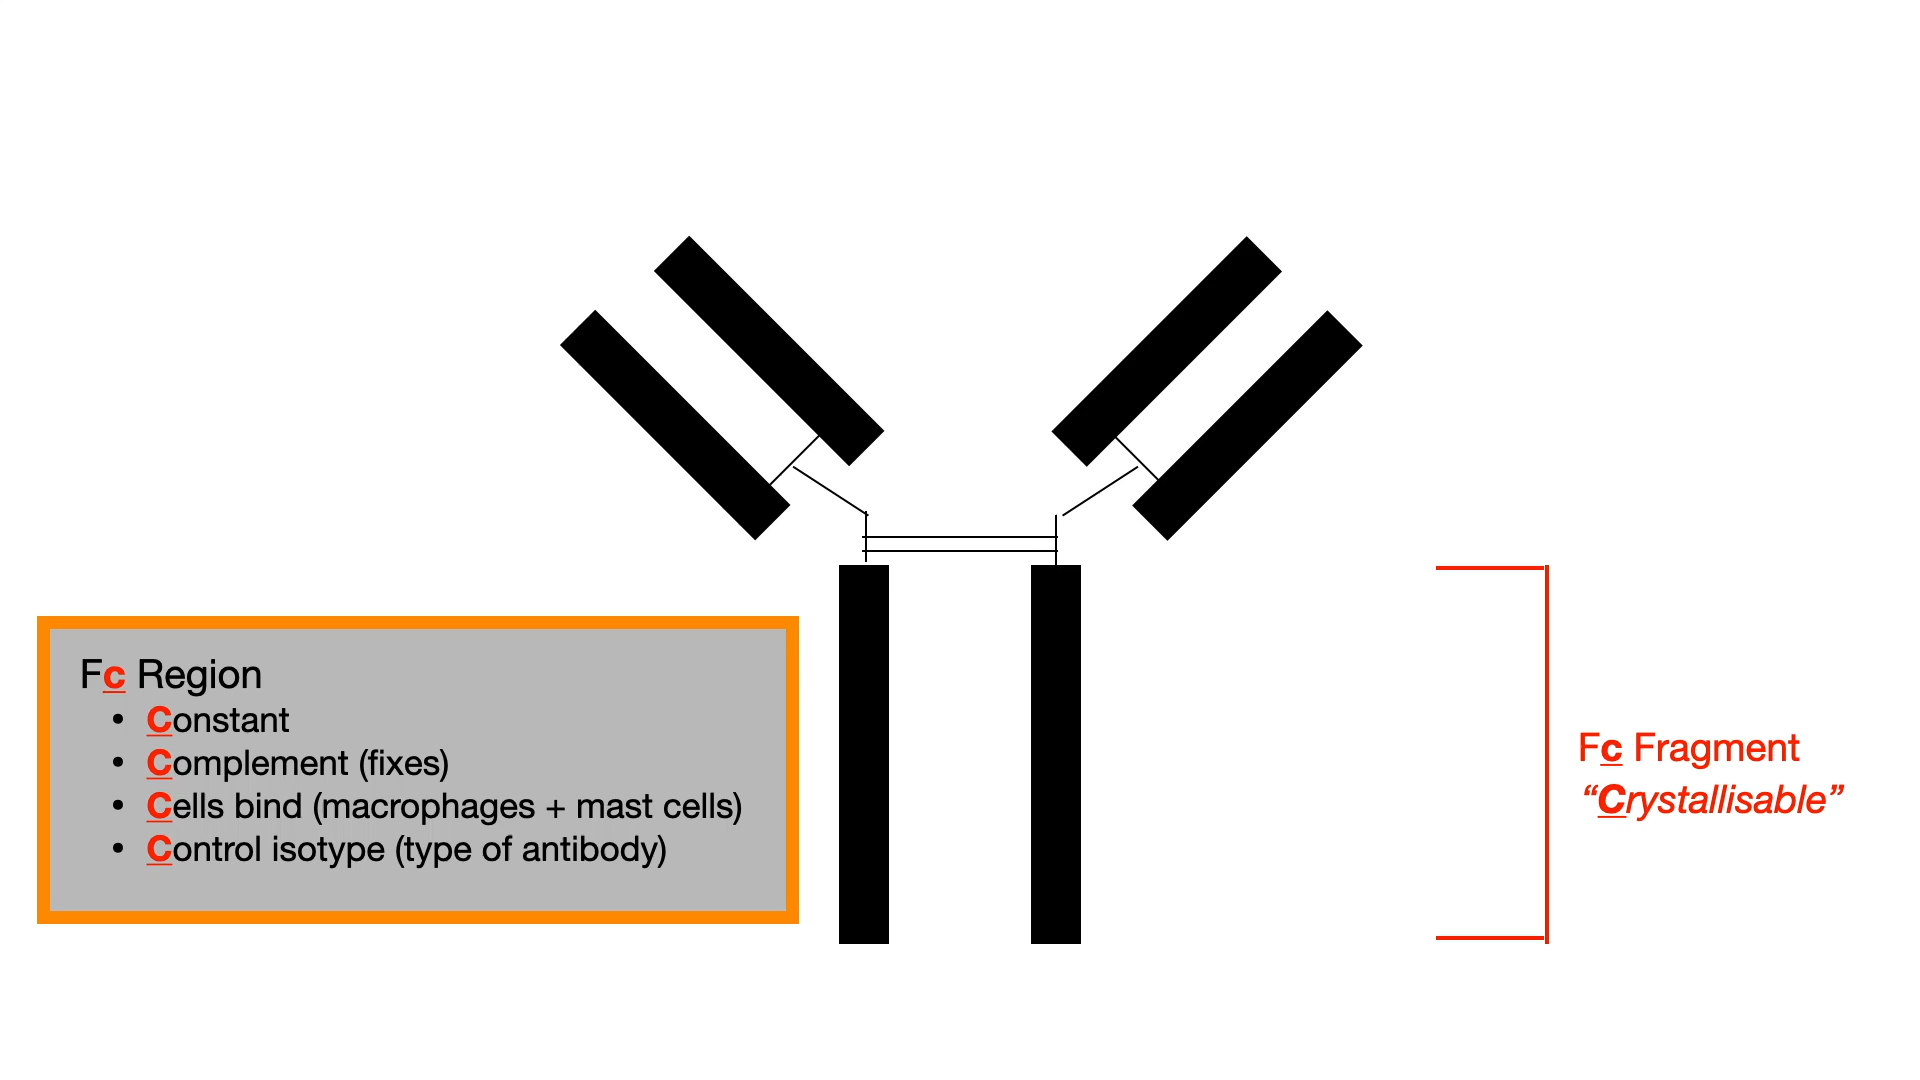 Fc Region
• Constant
• Complement (fixes)
• Cells bind (macrophages + mast cells)
• Control isotype (type of antibody)
Fc Fragment
“Crystallisable”